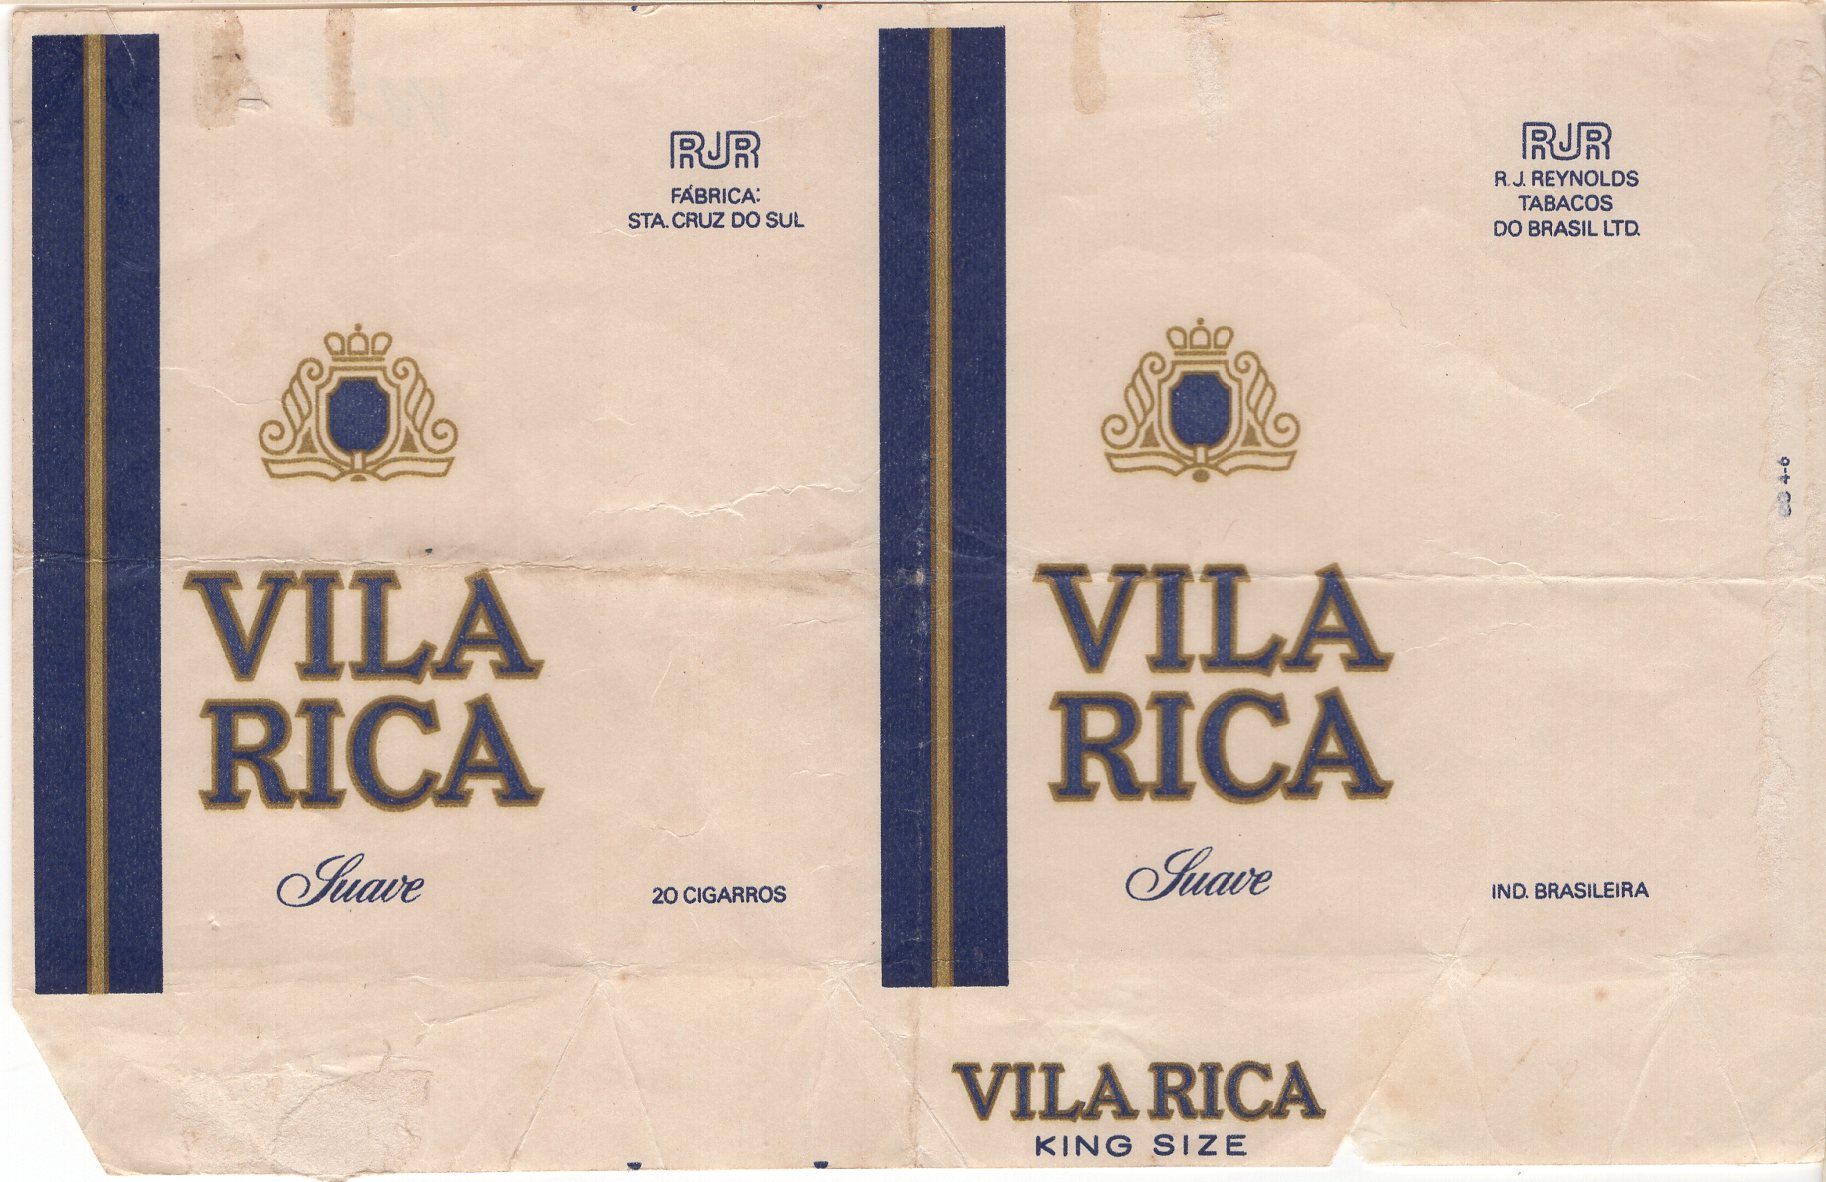 RJR
FÁBRICA:
STA. CRUZ DO SUL
VILA
RICA
Suave
20 CIGARROS
RJR
R.J. REYNOLDS
TABACOS
DO BRASIL LTD.
VILA
RICA
Suave
IND. BRASILEIRA
VILA RICA
KING SIZE